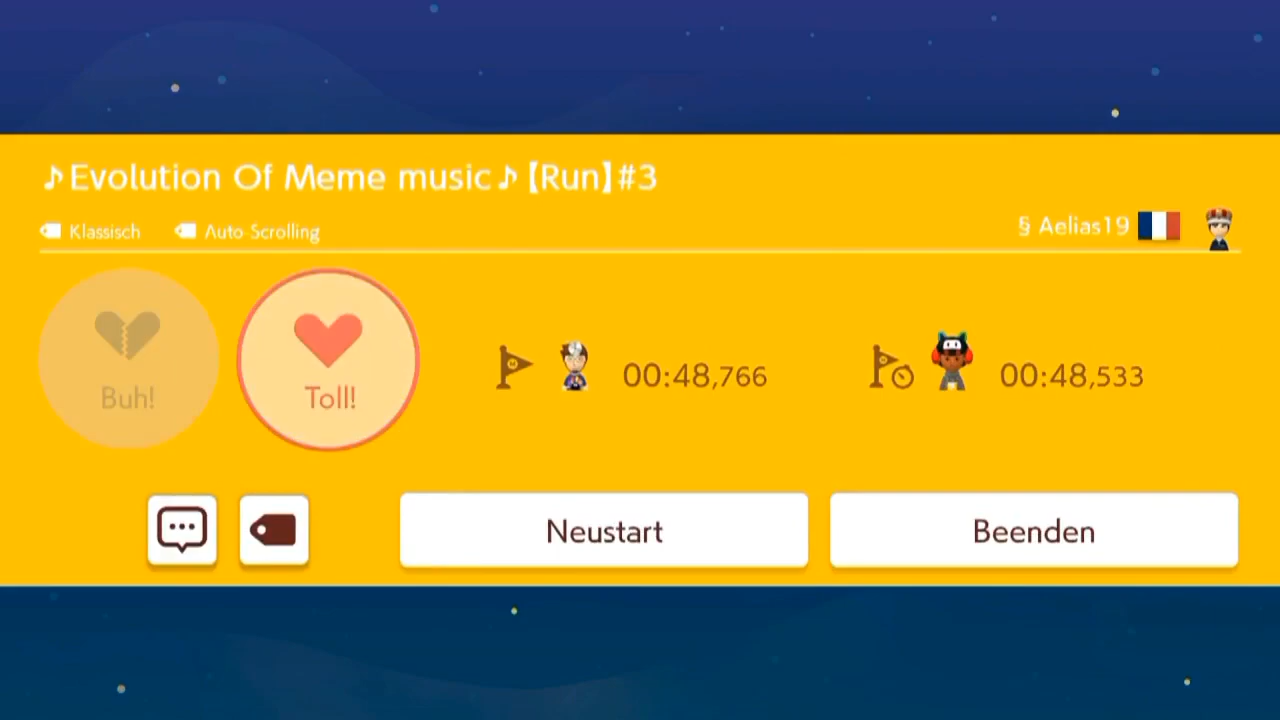 ♪Evolution Of Meme music♪【Run】#3
Klassisch Auto-Scrolling
§ Aelias19
Buh!
Toll!
00:48,766
00:48,533
Neustart
Beenden